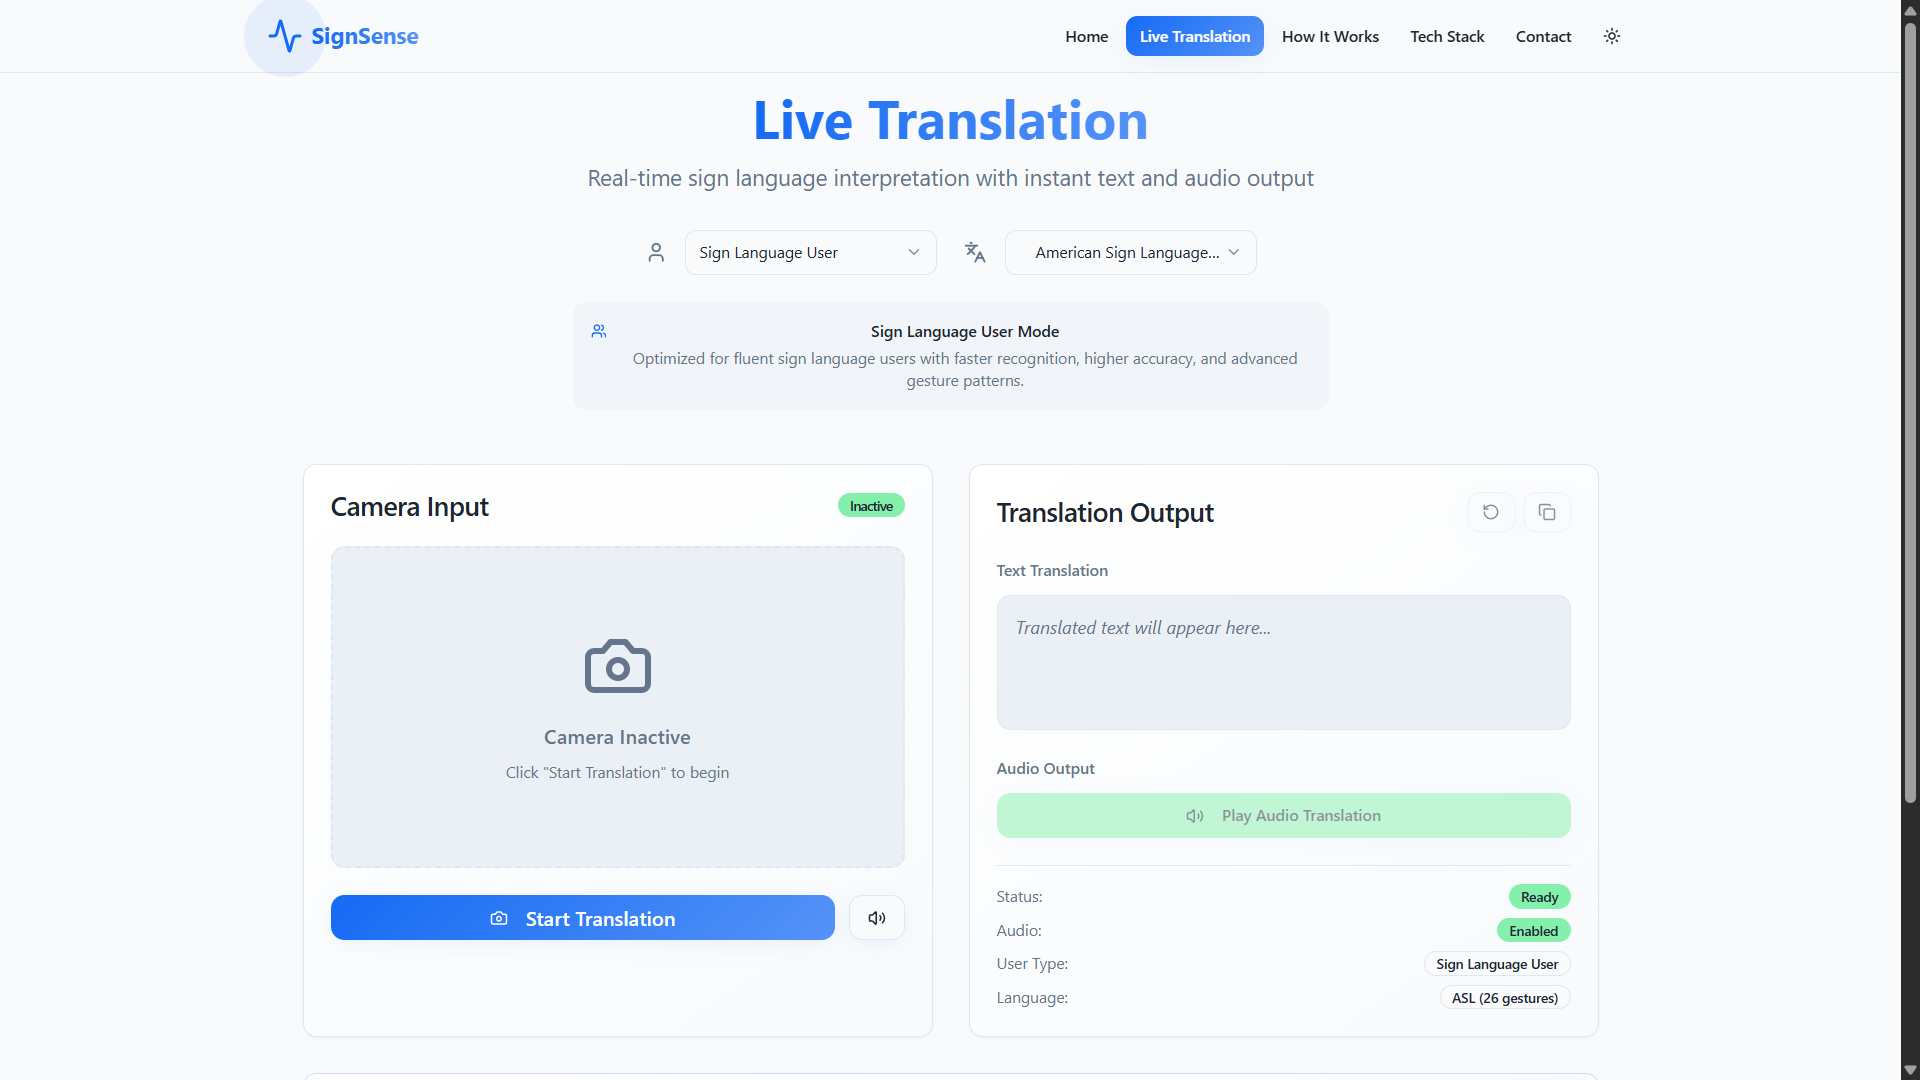 SignSense
Home
Live Translation
How It Works
Tech Stack
Contact
Live Translation
Real-time sign language interpretation with instant text and audio output
Sign Language User
American Sign Language...
Sign Language User Mode
Optimized for fluent sign language users with faster recognition, higher accuracy, and advanced
gesture patterns.
Camera Input
Inactive
Camera Inactive
Click "Start Translation" to begin
Start Translation
Translation Output
Text Translation
Translated text will appear here...
Audio Output
Play Audio Translation
Status:
Ready
Audio:
Enabled
User Type:
Sign Language User
Language:
ASL (26 gestures)